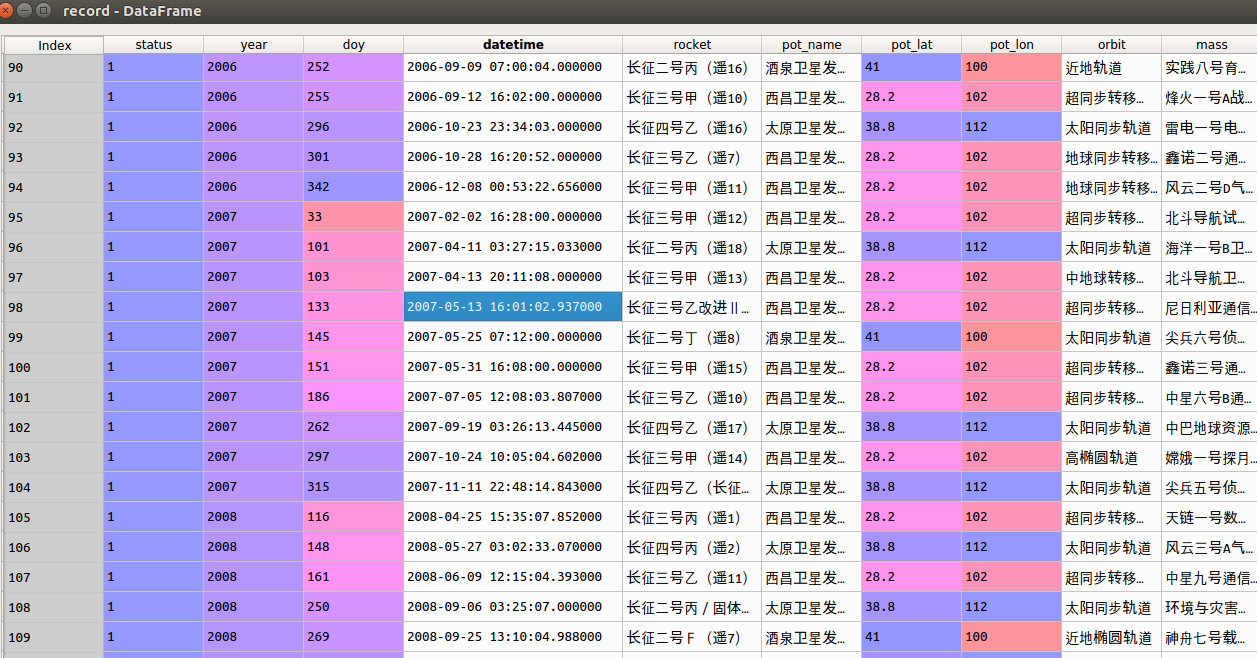 record - DataFrame
Index status year doy datetime rocket pot_name pot_lat pot_lon orbit mass
90 1 2006 252 2006-09-09 07:00:04.000000 长征二号丙（遥16） 酒泉卫星发… 41 100 近地轨道 实践八号育…
91 1 2006 255 2006-09-12 16:02:00.000000 长征三号甲（遥10） 西昌卫星发… 28.2 102 超同步转移… 烽火一号A战…
92 1 2006 296 2006-10-23 23:34:03.000000 长征四号乙（遥16） 太原卫星发… 38.8 112 太阳同步轨道 雷电一号电…
93 1 2006 301 2006-10-28 16:20:52.000000 长征三号乙（遥7） 西昌卫星发… 28.2 102 地球同步转移… 鑫诺二号通…
94 1 2006 342 2006-12-08 00:53:22.656000 长征三号甲（遥11） 西昌卫星发… 28.2 102 地球同步转移… 风云二号D气…
95 1 2007 33 2007-02-02 16:28:00.000000 长征三号甲（遥12） 西昌卫星发… 28.2 102 超同步转移… 北斗导航试…
96 1 2007 101 2007-04-11 03:27:15.033000 长征二号丙（遥18） 太原卫星发… 38.8 112 太阳同步轨道 海洋一号B卫…
97 1 2007 103 2007-04-13 20:11:08.000000 长征三号甲（遥13） 西昌卫星发… 28.2 102 中地球转移… 北斗导航卫…
98 1 2007 133 2007-05-13 16:01:02.937000 长征三号乙改进Ⅱ… 西昌卫星发… 28.2 102 超同步转移… 尼日利亚通信…
99 1 2007 145 2007-05-25 07:12:00.000000 长征二号丁（遥8） 酒泉卫星发… 41 100 太阳同步轨道 尖兵六号侦…
100 1 2007 151 2007-05-31 16:08:00.000000 长征三号甲（遥15） 西昌卫星发… 28.2 102 超同步转移… 鑫诺三号通…
101 1 2007 186 2007-07-05 12:08:03.807000 长征三号乙（遥10） 西昌卫星发… 28.2 102 超同步转移… 中星六号B通…
102 1 2007 262 2007-09-19 03:26:13.445000 长征四号乙（遥17） 太原卫星发… 38.8 112 太阳同步轨道 中巴地球资源…
103 1 2007 297 2007-10-24 10:05:04.602000 长征三号甲（遥14） 西昌卫星发… 28.2 102 高椭圆轨道 嫦娥一号探月…
104 1 2007 315 2007-11-11 22:48:14.843000 长征四号乙（长征… 太原卫星发… 38.8 112 太阳同步轨道 尖兵五号侦…
105 1 2008 116 2008-04-25 15:35:07.852000 长征三号丙（遥1） 西昌卫星发… 28.2 102 超同步转移… 天链一号数…
106 1 2008 148 2008-05-27 03:02:33.070000 长征四号丙（遥2） 太原卫星发… 38.8 112 太阳同步轨道 风云三号A气…
107 1 2008 161 2008-06-09 12:15:04.393000 长征三号乙（遥11） 西昌卫星发… 28.2 102 超同步转移… 中星九号通信…
108 1 2008 250 2008-09-06 03:25:07.000000 长征二号丙／固体… 太原卫星发… 38.8 112 太阳同步轨道 环境与灾害…
109 1 2008 269 2008-09-25 13:10:04.988000 长征二号Ｆ（遥7） 酒泉卫星发… 41 100 近地椭圆轨道 神舟七号载…